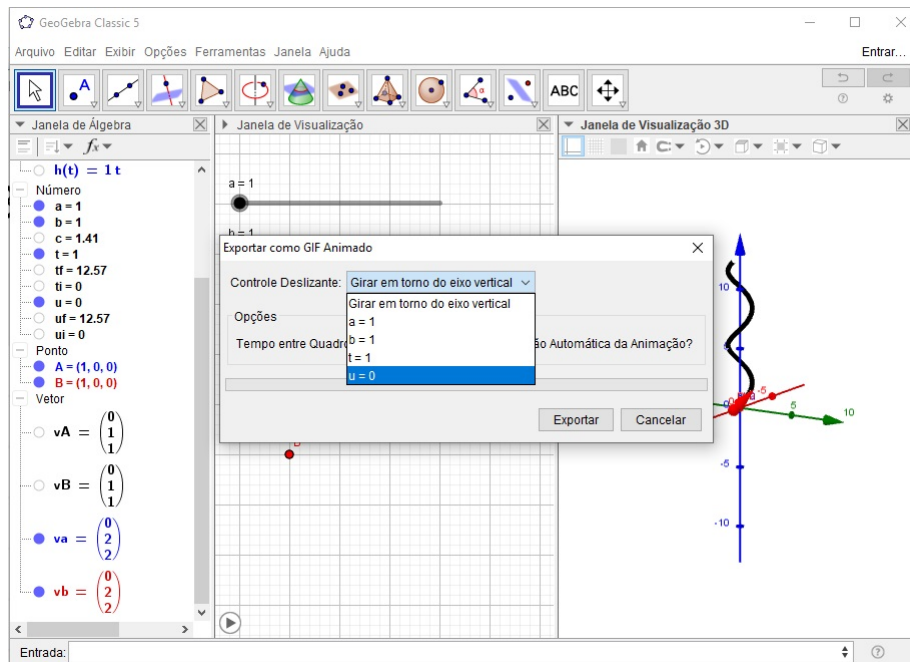 GeoGebra Classic 5
Arquivo Editar Exibir Opções Ferramentas Janela Ajuda
Entrar...
A
ABC
Janela de Álgebra
Janela de Visualização
Janela de Visualização 3D
fx
h(t) = 1 t
Número
a = 1
b = 1
c = 1.41
t = 1
tf = 12.57
ti = 0
u = 0
uf = 12.57
ui = 0
Ponto
A = (1, 0, 0)
B = (1, 0, 0)
Vetor
vA = (0 1 1)
vB = (0 1 1)
va = (0 2 2)
vb = (0 2 2)
a = 1
b = 1
Exportar como GIF Animado
Controle Deslizante: Girar em torno do eixo vertical
Girar em torno do eixo vertical
a = 1
b = 1
t = 1
u = 0
Opções
Tempo entre Quadr
ão Automática da Animação?
Exportar Cancelar
10
-5
5
10
-5
-10
Entrada: